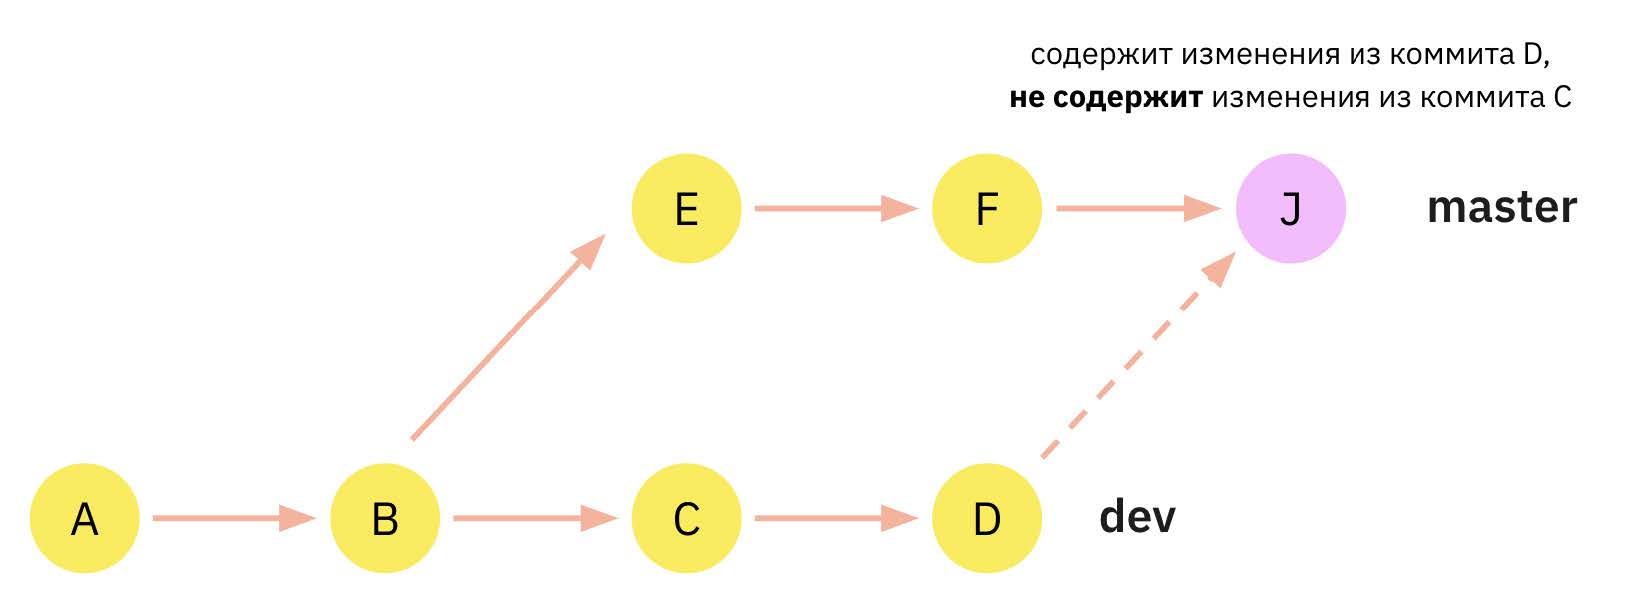 содержит изменения из коммита D,
не содержит изменения из коммита C
E
F
J
master
A
B
C
D
dev